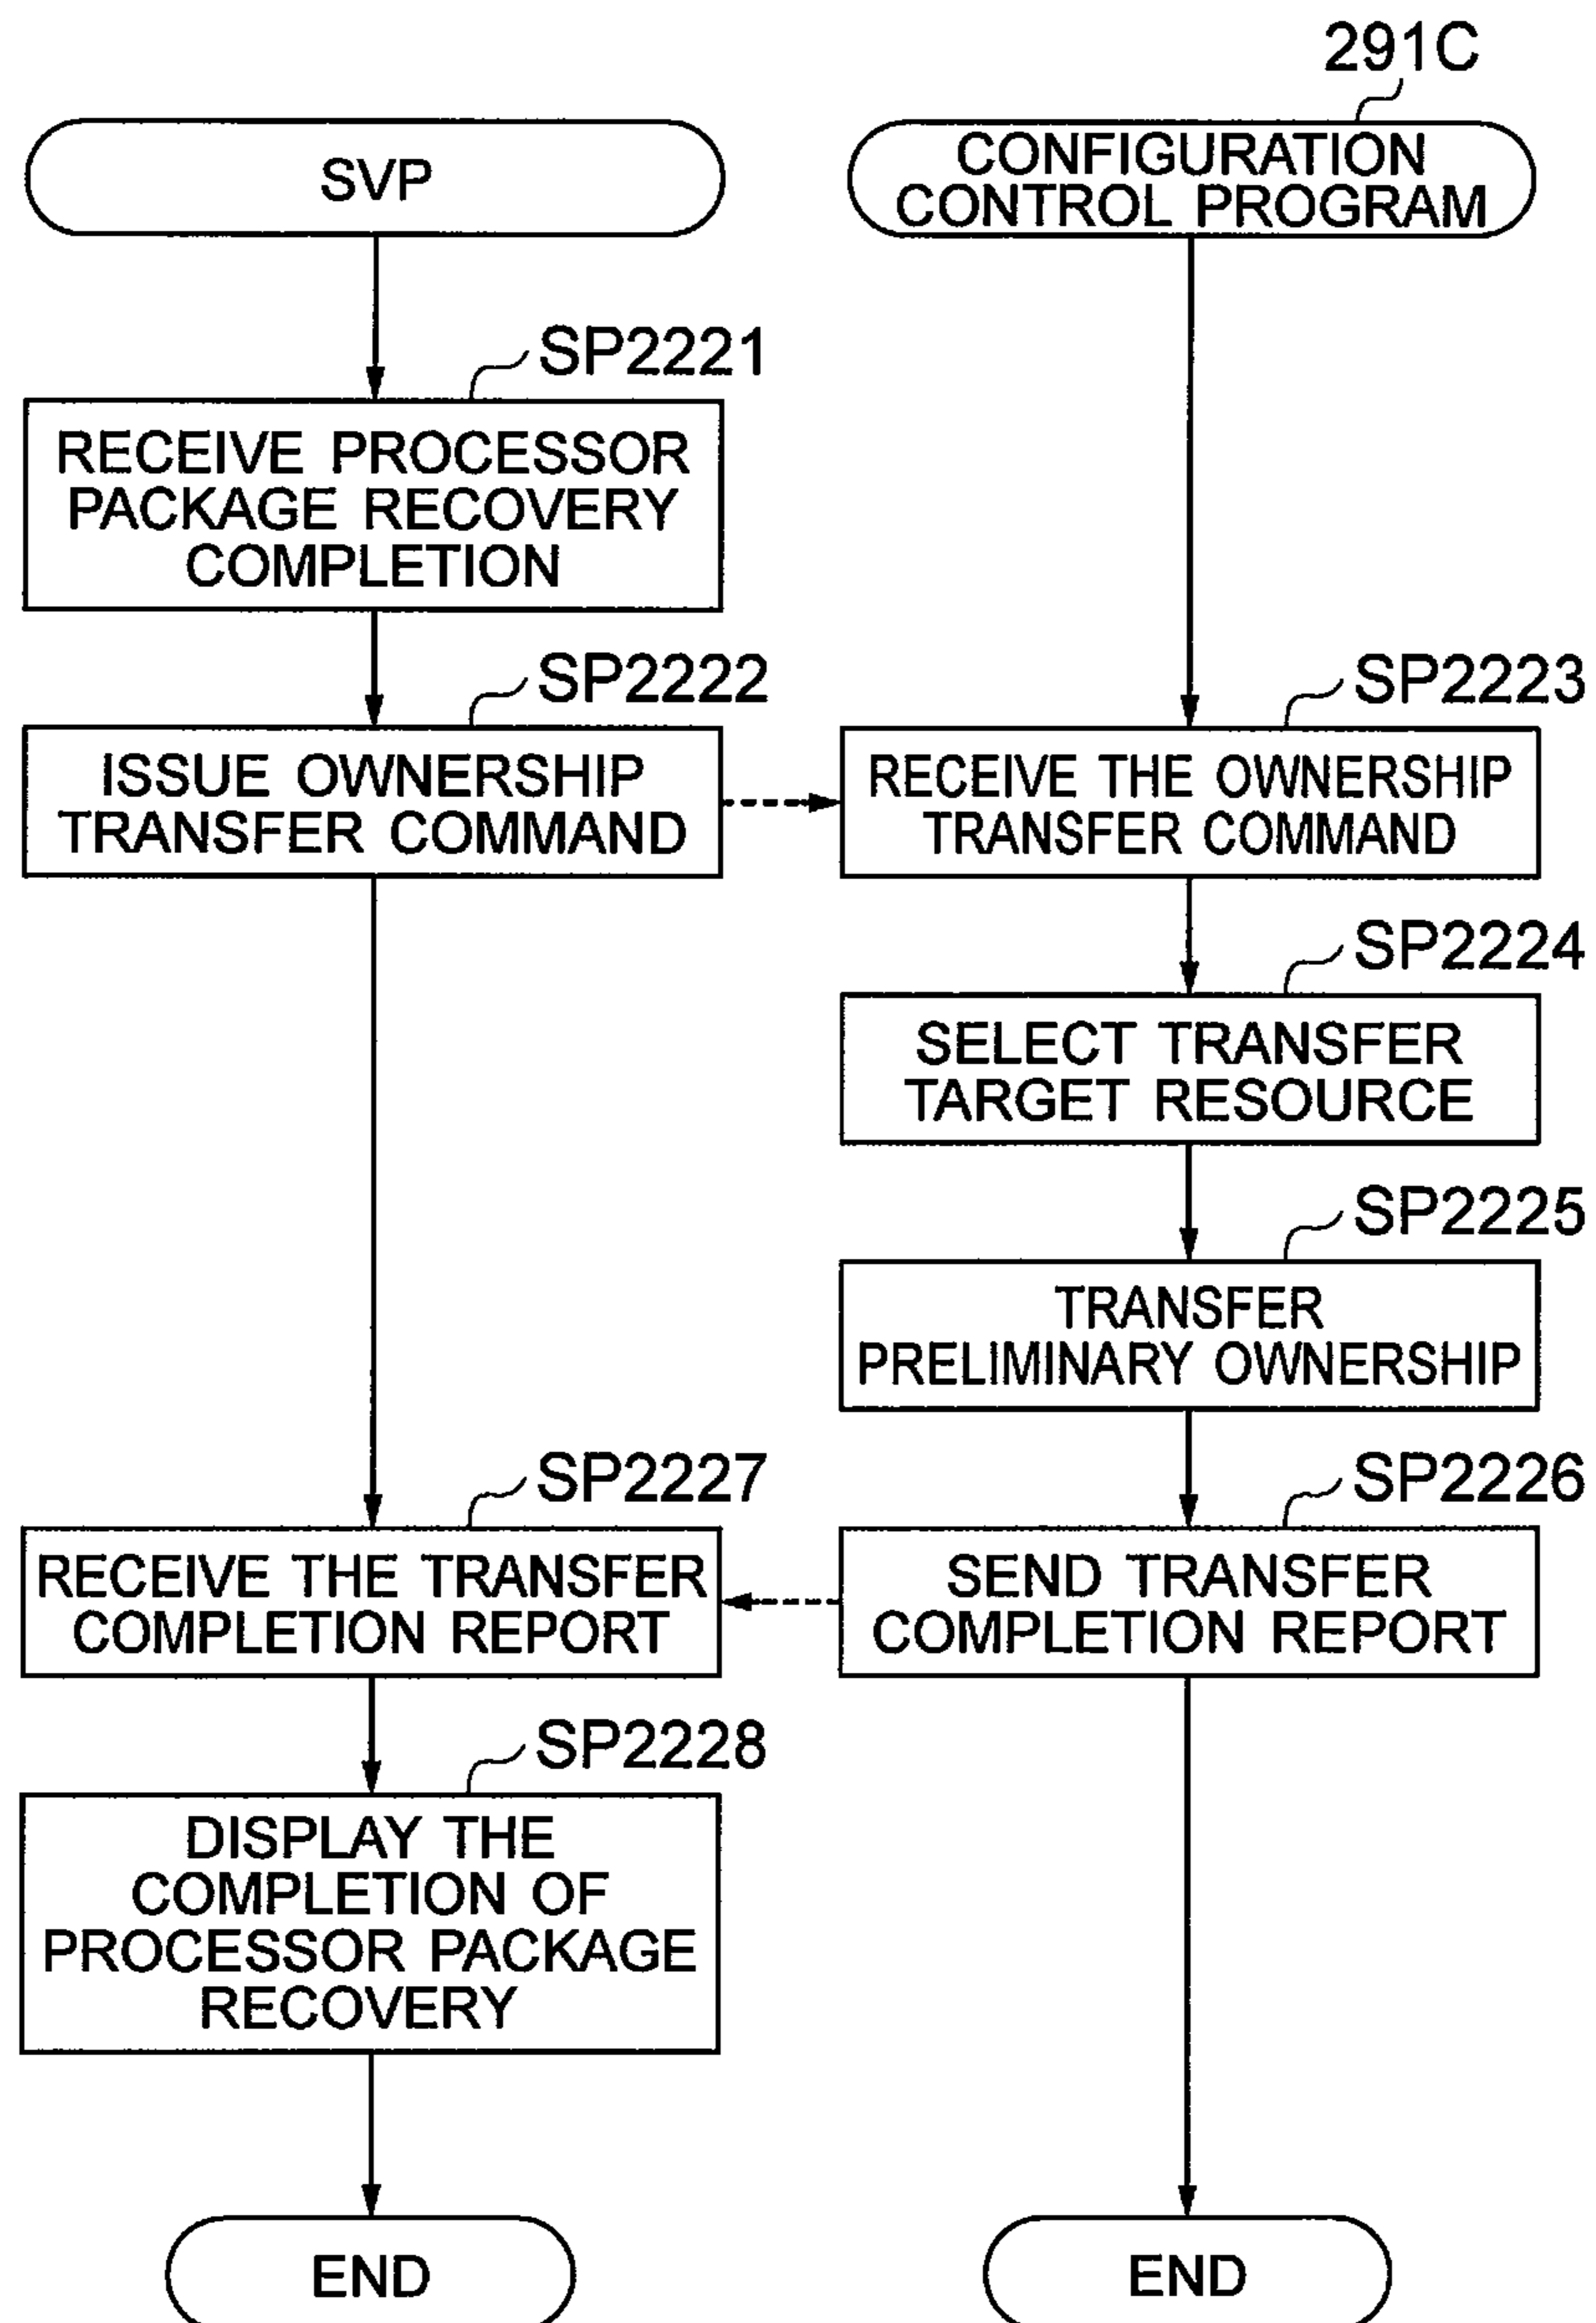 291C
SVP
CONFIGURATION
CONTROL PROGRAM
SP2221
RECEIVE PROCESSOR
PACKAGE RECOVERY
COMPLETION
SP2222
ISSUE OWNERSHIP
TRANSFER COMMAND
SP2223
RECEIVE THE OWNERSHIP
TRANSFER COMMAND
SP2224
SELECT TRANSFER
TARGET RESOURCE
SP2225
TRANSFER
PRELIMINARY OWNERSHIP
SP2227
RECEIVE THE TRANSFER
COMPLETION REPORT
SP2226
SEND TRANSFER
COMPLETION REPORT
SP2228
DISPLAY THE
COMPLETION OF
PROCESSOR PACKAGE
RECOVERY
END
END